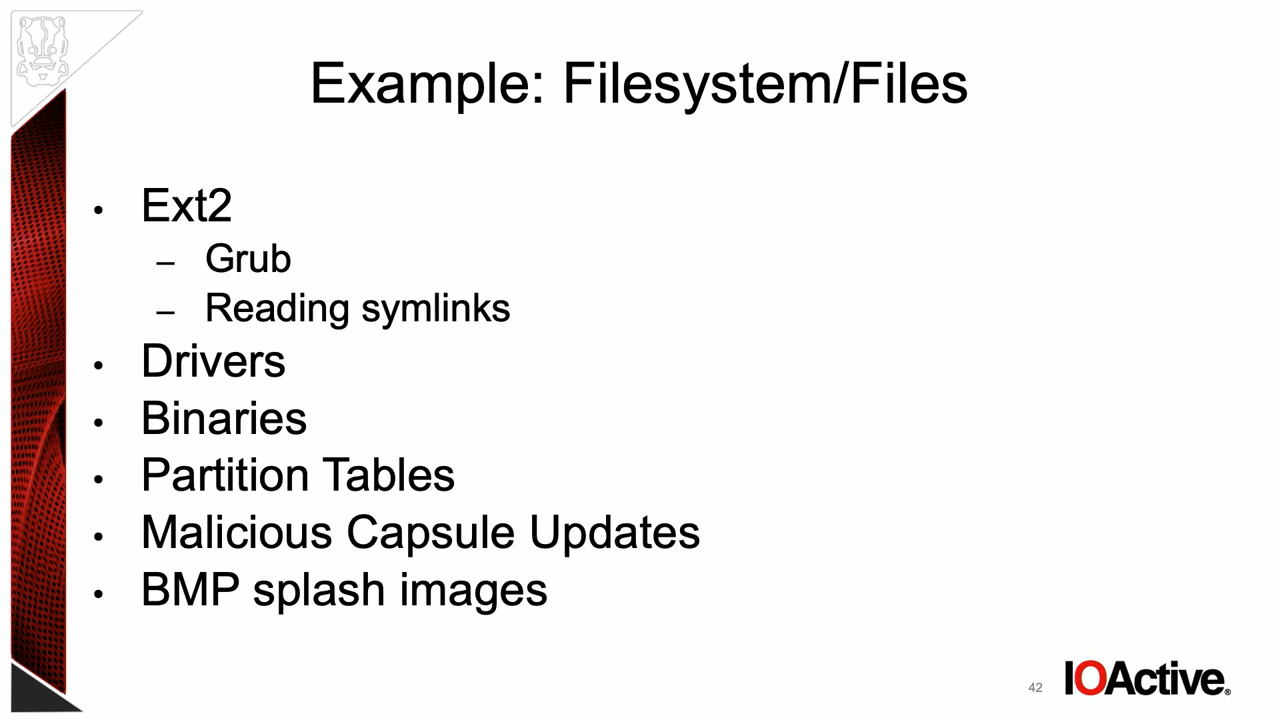 Example: Filesystem/Files
• Ext2
– Grub
– Reading symlinks
• Drivers
• Binaries
• Partition Tables
• Malicious Capsule Updates
• BMP splash images
42
IOActive®